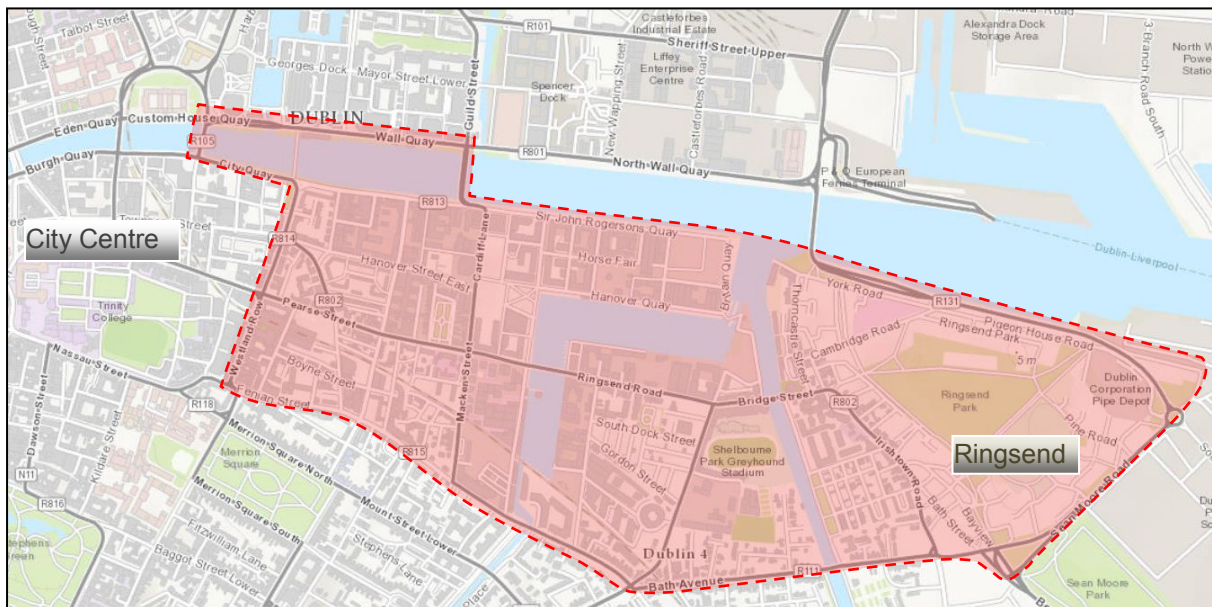 Talbot Street
R101
Castleforbes
Industrial Estate
Sheriff Street Upper
Alexandra Dock
Storage Area
3 Branch Road South
North W
Power
Station
Georges Dock
Mayor Street Lower
Guild Street
Spencer
Dock
New Wapping Street
Liffey
Enterprise
Centre
Castleforbes Road
Eden Quay
Custom House Quay
DUBLIN
Wall Quay
R801
North Wall Quay
P & O European
Ferries Terminal
Burgh Quay
R105
City Quay
R813
Sir John Rogersons Quay
Dublin-Liverpool
City Centre
R814
Cardiff Lane
Horse Fair
Britain Quay
Hanover Street East
Hanover Quay
York Road
R131
Thorncastle Street
Pigeon House Road
Ringsend Park
5 m
Cambridge Road
Trinity
College
Pearse Street
R802
Westland Row
Nassau Street
Boyne Street
Fenian Street
Macken Street
Ringsend Road
Bridge Street
R802
Ringsend
Park
Dublin
Corporation
Pipe Depot
Pine Road
R118
Dawson Street
Kildare Street
Merrion
Square
Merrion Square North
R815
South Dock Street
Gordon Street
Shelbourne
Park Greyhound
Stadium
Irishtown Road
Ringsend
Sean Moore Road
N11
R816
Merrion Square South
Mount Street Lower
Fitzwilliam Lane
Stephens Lane
Baggot Street Lower
Place
Dublin 4
Bath Avenue
R111
Bath Street
Bayview
Sean Moore
Park